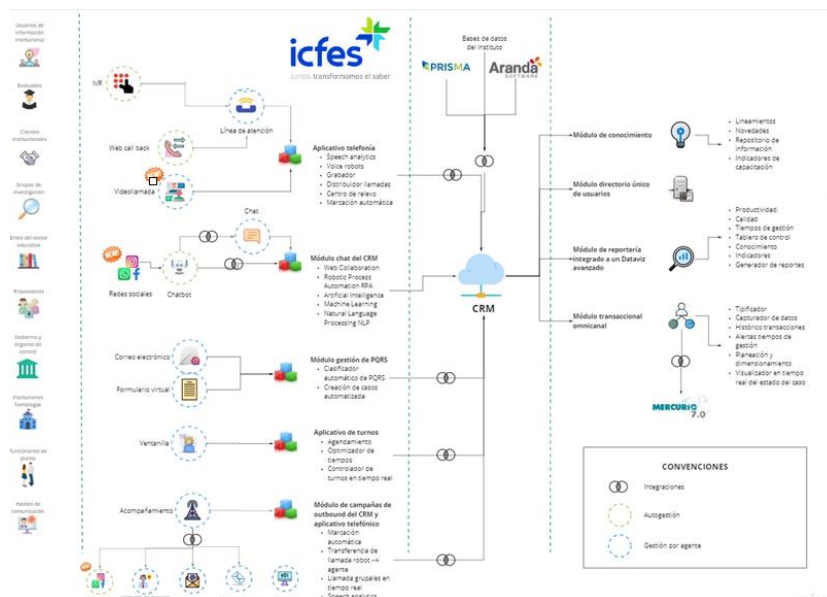 Usuarios de
información
institucional
Evaluados
Clientes
institucionales
Grupos de
investigación
Entes del sector
educativo
Proveedores
Gobierno y
órganos de
control
Instituciones
homólogas
funcionarios de
planta
medios de
comunicación
icfes
Juntos transformamos el saber
IVR
Línea de atención
Web call back
Videollamada
Aplicativo telefonía
• Speech analytics
• Voice robots
• Grabador
• Distribuidor llamadas
• Centro de relevo
• Marcación automática
Chat
NEW!
Redes sociales
Chatbot
Módulo chat del CRM
• Web Collaboration
• Robotic Process
Automation RPA
• Artificial Intelligence
• Machine Learning
• Natural Language
Processing NLP
Correo electrónico
Formulario virtual
Módulo gestión de PQRS
• Clasificador
automático de PQRS
• Creación de casos
automatizada
Ventanilla
Aplicativo de turnos
• Agendamiento
• Optimizador de
tiempos
• Controlador de
turnos en tiempo real
Acompañamiento
Módulo de campañas de
outbound del CRM y
aplicativo telefónico
• Marcación
automática
• Transferencia de
llamada robot -->
agente
• Llamada grupales en
tiempo real
• Speech analytics
Bases de datos
del instituto
PRISMA
Aranda
SOFTWARE
CRM
Módulo de conocimiento
• Lineamientos
• Novedades
• Repositorio de
información
• Indicadores de
capacitación
Módulo directorio único
de usuarios
Módulo de reportería
integrado a un Dataviz
avanzado
• Productividad.
• Calidad
• Tiempos de gestión
• Tablero de control
• Conocimiento
• Indicadores
• Generador de reportes
Módulo transaccional
omnicanal
• Tipificador
• Capturador de datos
• Histórico transacciones
• Alertas tiempos de
gestión
• Planeación y
dimensionamiento
• Visualizador en tiempo
real del estado del caso
MERCURIO
7.0
CONVENCIONES
Integraciones
Autogestión
Gestión por agente